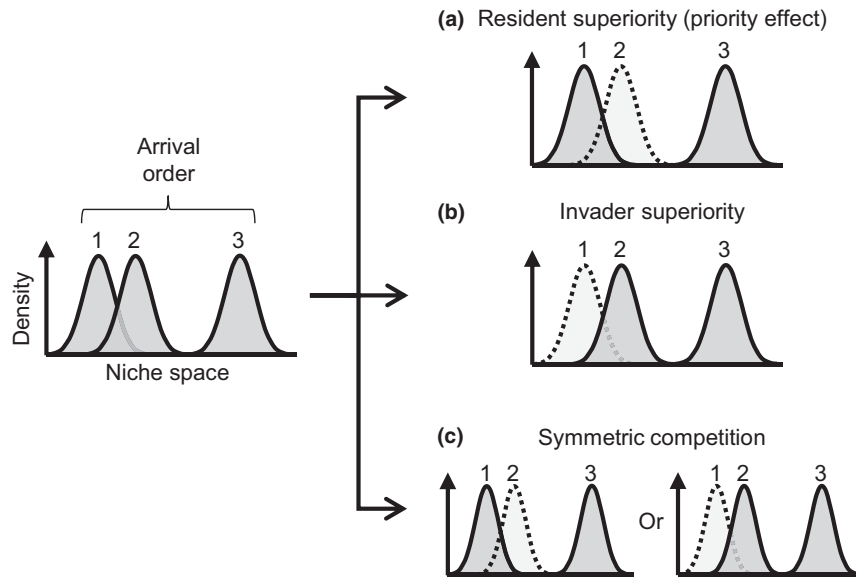 Arrival
order
1 2 3
Density
Niche space
(a) Resident superiority (priority effect)
1 2 3
(b) Invader superiority
1 2 3
(c) Symmetric competition
1 2 3
Or
1 2 3